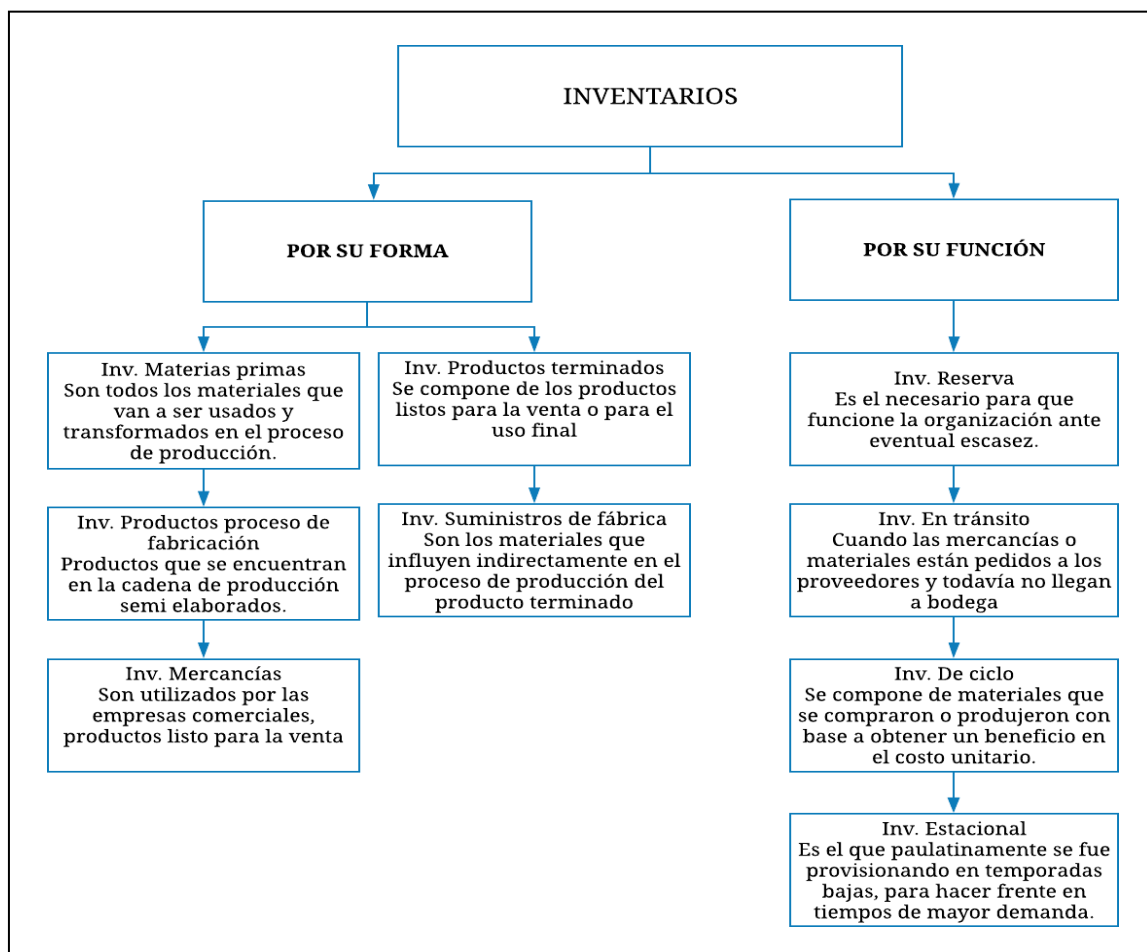 INVENTARIOS
POR SU FORMA
Inv. Materias primas
Son todos los materiales que
van a ser usados y
transformados en el proceso
de producción.
Inv. Productos proceso de
fabricación
Productos que se encuentran
en la cadena de producción
semi elaborados.
Inv. Mercancías
Son utilizados por las
empresas comerciales,
productos listo para la venta
Inv. Productos terminados
Se compone de los productos
listos para la venta o para el
uso final
Inv. Suministros de fábrica
Son los materiales que
influyen indirectamente en el
proceso de producción del
producto terminado
POR SU FUNCIÓN
Inv. Reserva
Es el necesario para que
funcione la organización ante
eventual escasez.
Inv. En tránsito
Cuando las mercancías o
materiales están pedidos a los
proveedores y todavía no llegan
a bodega
Inv. De ciclo
Se compone de materiales que
se compraron o produjeron con
base a obtener un beneficio en
el costo unitario.
Inv. Estacional
Es el que paulatinamente se fue
provisionando en temporadas
bajas, para hacer frente en
tiempos de mayor demanda.